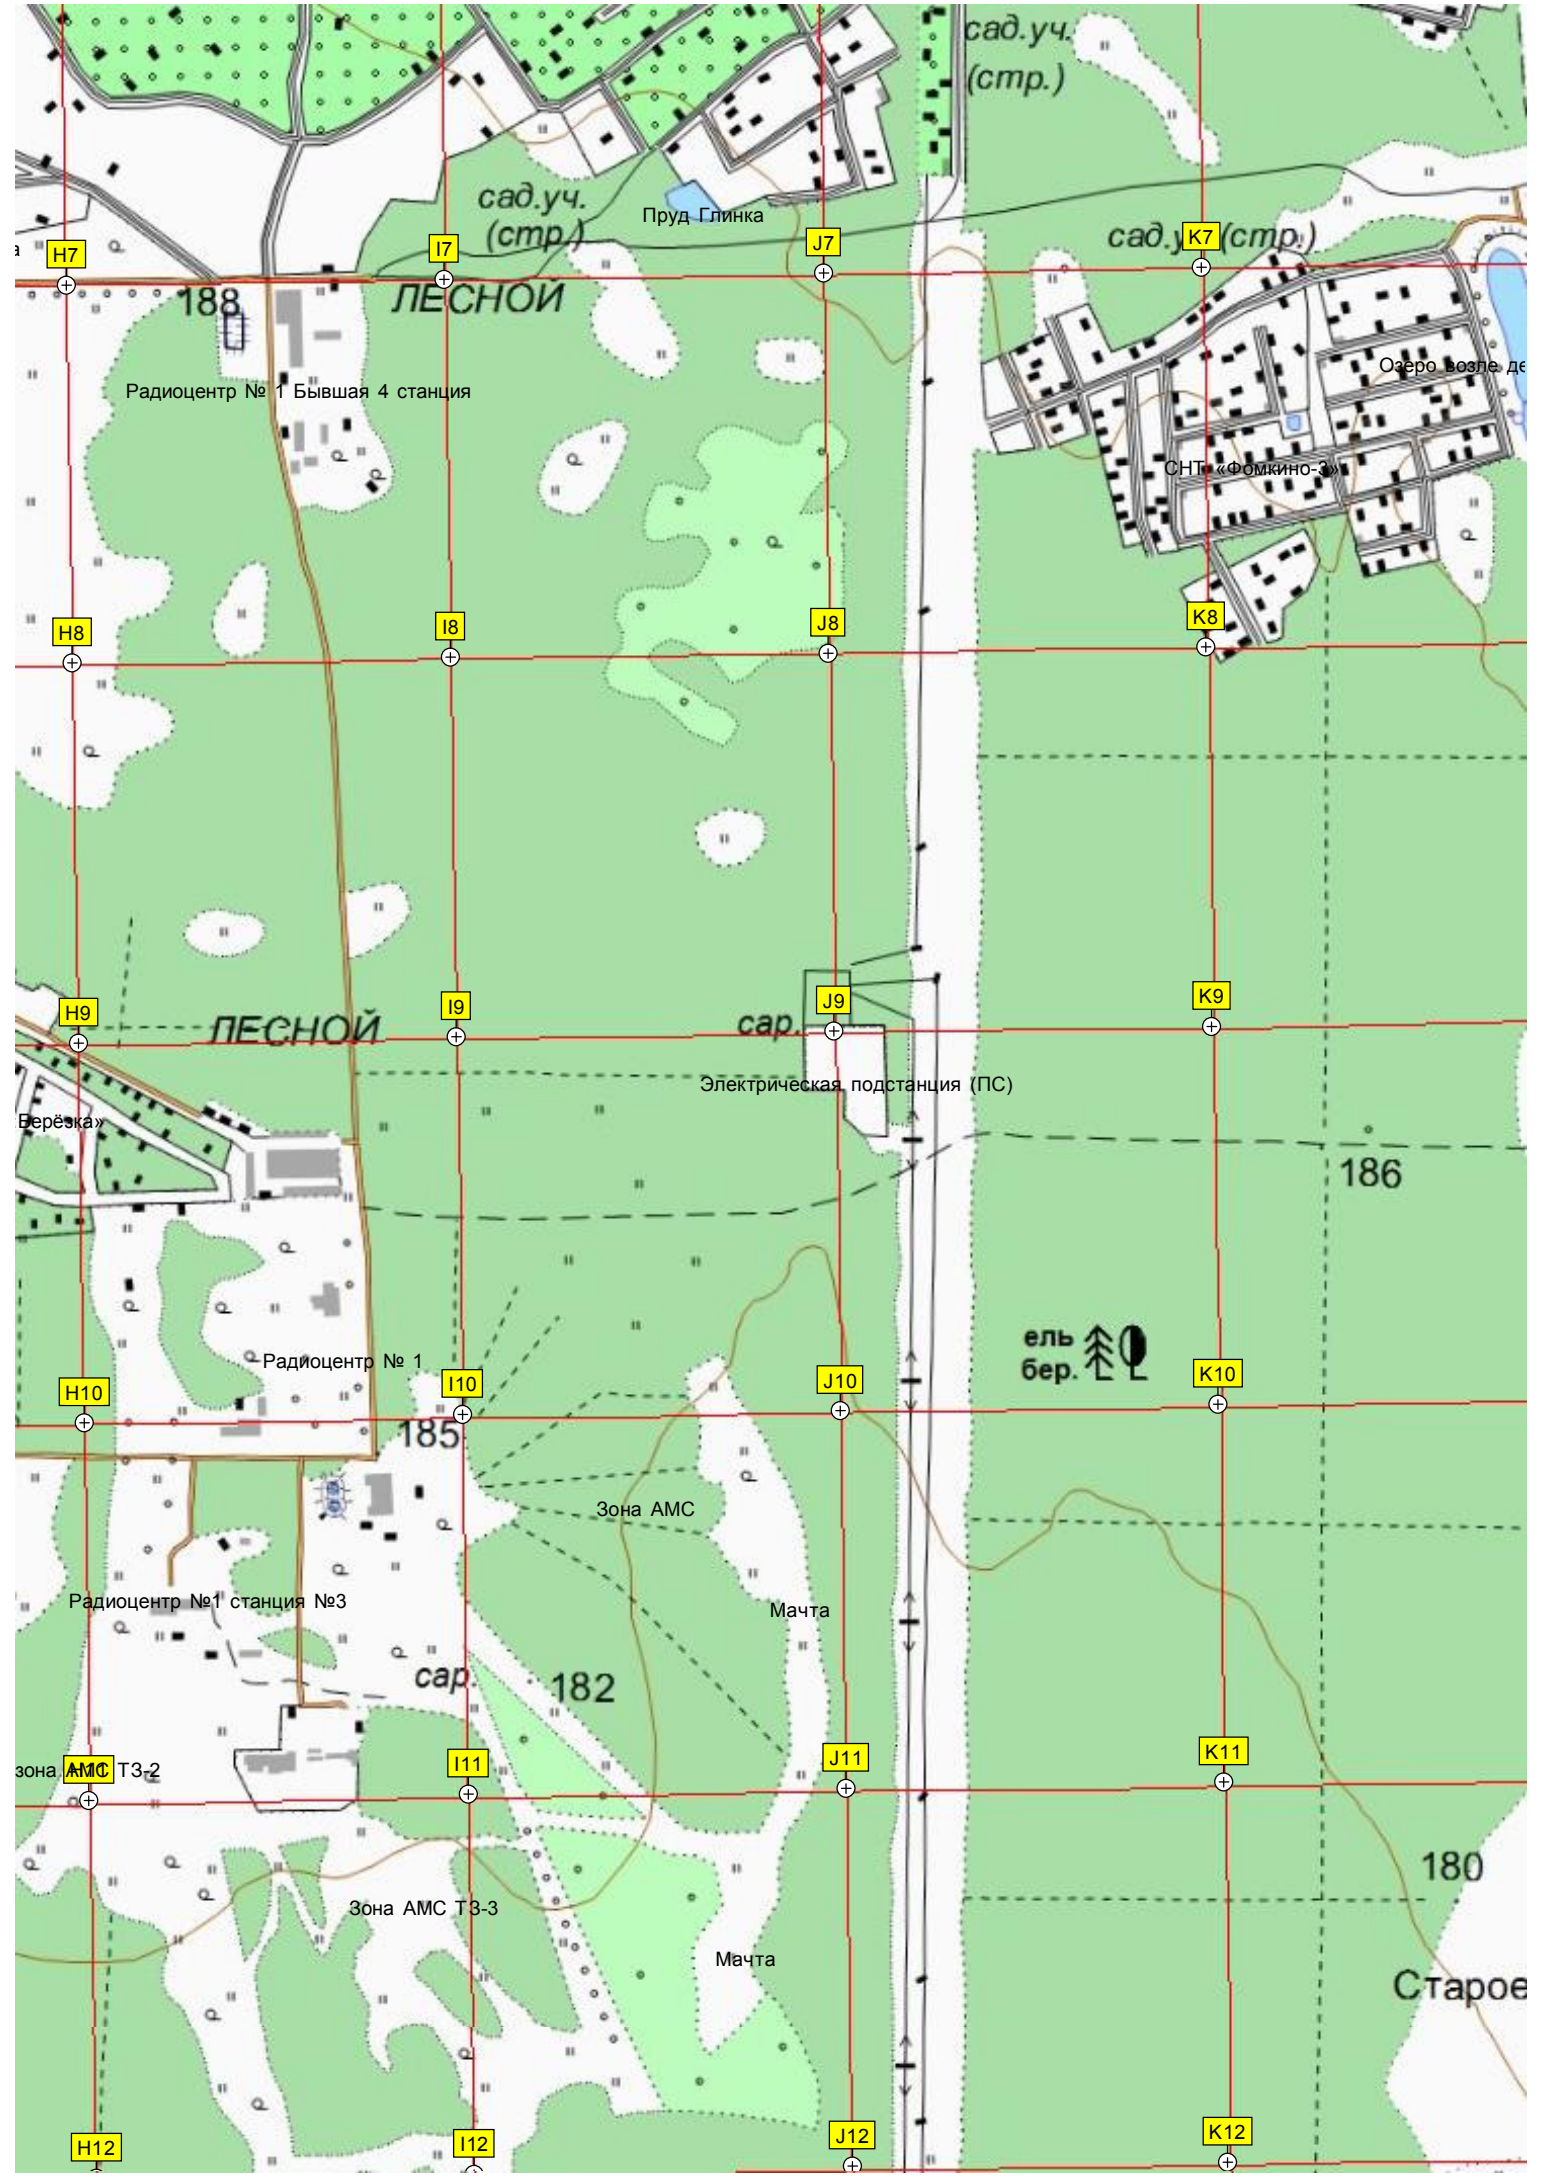 сад.уч.
(стр.)
сад.уч.
(стр.)
Пруд Глинка
сад.у (стр.)
H7
I7
J7
K7
188
ЛЕСНОЙ
Озеро возле де
Радиоцентр № 1 Бывшая 4 станция
СНТ «Фомкино-3»
H8
I8
J8
K8
H9
I9
J9
K9
ЛЕСНОЙ
сар.
Электрическая подстанция (ПС)
Берёзка»
186
ель
бер.
Радиоцентр № 1
H10
I10
J10
K10
185
Зона АМС
Радиоцентр №1 станция №3
Мачта
сар.
182
зона АМС ТЗ-2
H11
I11
J11
K11
180
Зона АМС ТЗ-3
Мачта
Старое
H12
I12
J12
K12